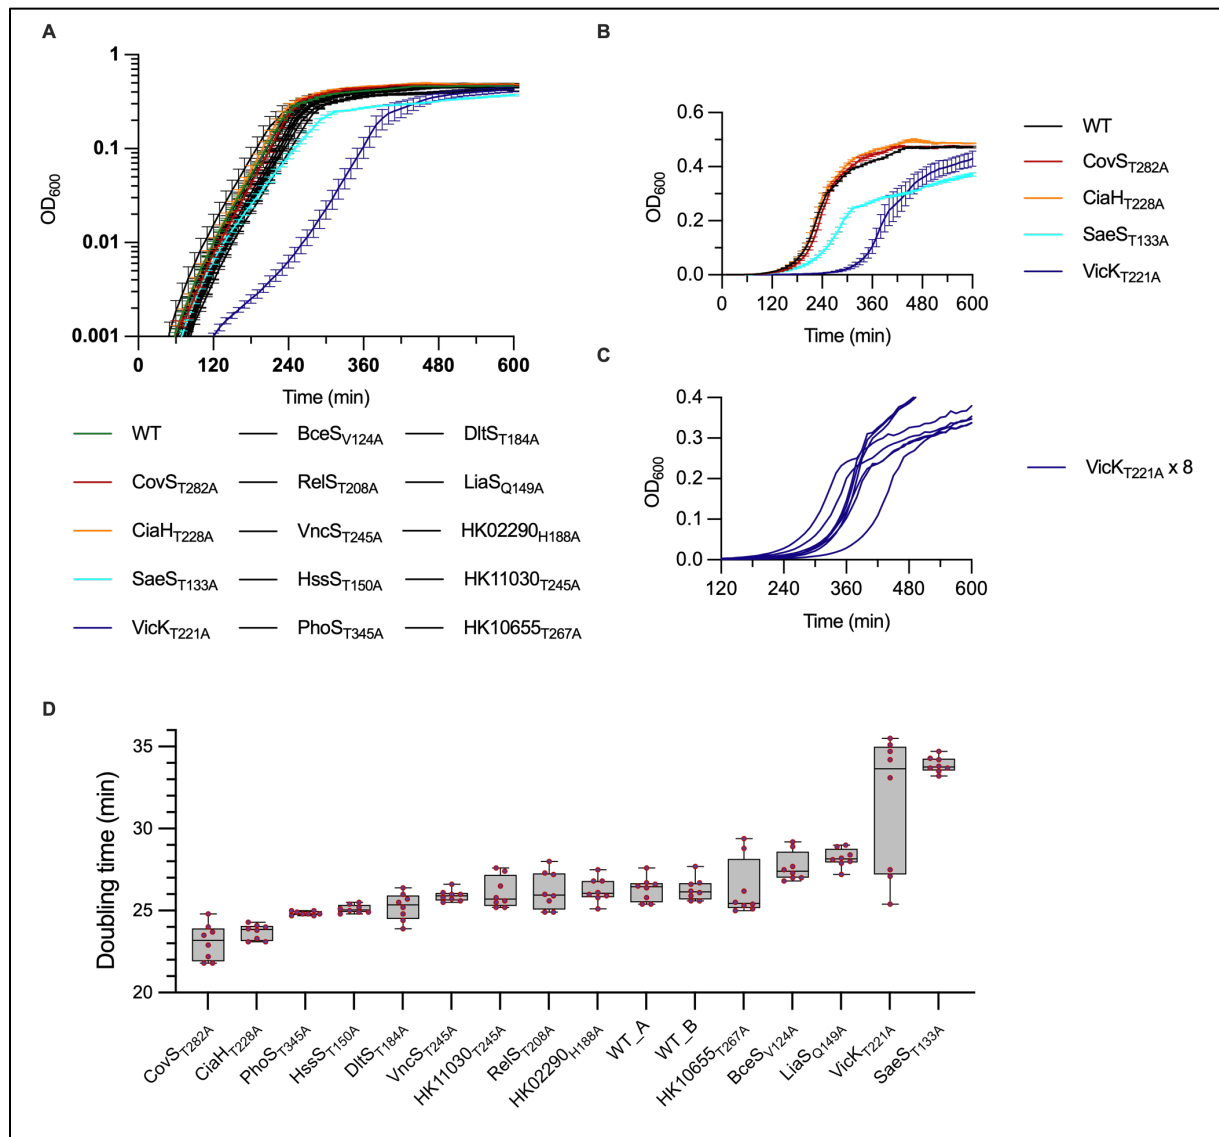 A
1
0.1
0.01
0.001
OD600
0 120 240 360 480 600
Time (min)
WT BceSV124A DltST184A
CovST282A RelST208A LiaSQ149A
CiaHT228A VncST245A HK02290H188A
SaeST133A HssST150A HK11030T245A
VicKT221A PhoST345A HK10655T267A
B
0.6
0.4
0.2
0.0
OD600
0 120 240 360 480 600
Time (min)
WT
CovST282A
CiaHT228A
SaeST133A
VicKT221A
C
0.4
0.3
0.2
0.1
0.0
OD600
120 240 360 480 600
Time (min)
VicKT221A x 8
D
35
30
25
20
Doubling time (min)
CovST282A
CiaHT228A
PhoST345A
HssST150A
DltST184A
VncST245A
HK11030T245A
RelST208A
HK02290H188A
WT_A
WT_B
HK10655T267A
BceSV124A
LiaSQ149A
VicKT221A
SaeST133A